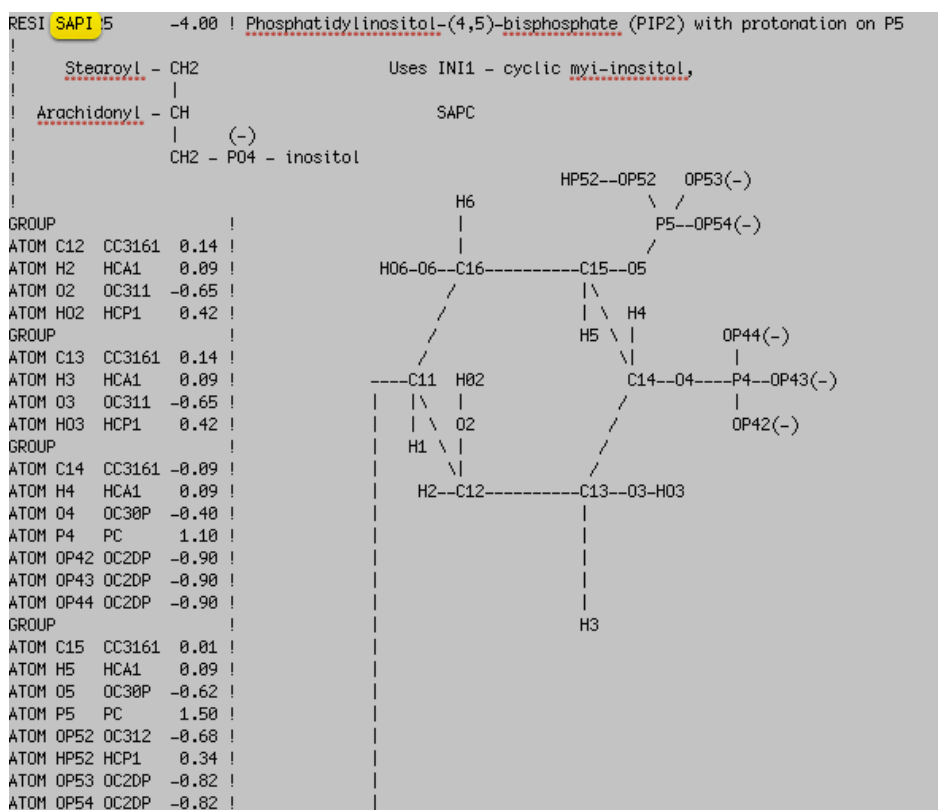 RESI SAPI25 -4.00 ! Phosphatidylinositol-(4,5)-bisphosphate (PIP2) with protonation on P5
!
! Stearoyl - CH2 Uses INI1 - cyclic myi-inositol,
! |
! Arachidonyl - CH SAPC
! | (-)
! CH2 - PO4 - inositol
! HP52--OP52 OP53(-)
! H6 \ /
GROUP ! | P5--OP54(-)
ATOM C12 CC3161 0.14 ! | /
ATOM H2 HCA1 0.09 ! HO6-O6--C16----------C15--O5
ATOM O2 OC311 -0.65 ! / |\
ATOM HO2 HCP1 0.42 ! / | \ H4
GROUP ! / H5 \ | OP44(-)
ATOM C13 CC3161 0.14 ! / \| |
ATOM H3 HCA1 0.09 ! ----C11 H02 C14--O4----P4--OP43(-)
ATOM O3 OC311 -0.65 ! | |\ | / |
ATOM HO3 HCP1 0.42 ! | | \ O2 / OP42(-)
GROUP ! | H1 \ | /
ATOM C14 CC3161 -0.09 ! | \| /
ATOM H4 HCA1 0.09 ! | H2--C12----------C13--O3-HO3
ATOM O4 OC30P -0.40 ! | |
ATOM P4 PC 1.10 ! | |
ATOM OP42 OC2DP -0.90 ! | |
ATOM OP43 OC2DP -0.90 ! | |
ATOM OP44 OC2DP -0.90 ! | |
GROUP ! | H3
ATOM C15 CC3161 0.01 ! |
ATOM H5 HCA1 0.09 ! |
ATOM O5 OC30P -0.62 ! |
ATOM P5 PC 1.50 ! |
ATOM OP52 OC312 -0.68 ! |
ATOM HP52 HCP1 0.34 ! |
ATOM OP53 OC2DP -0.82 ! |
ATOM OP54 OC2DP -0.82 ! |